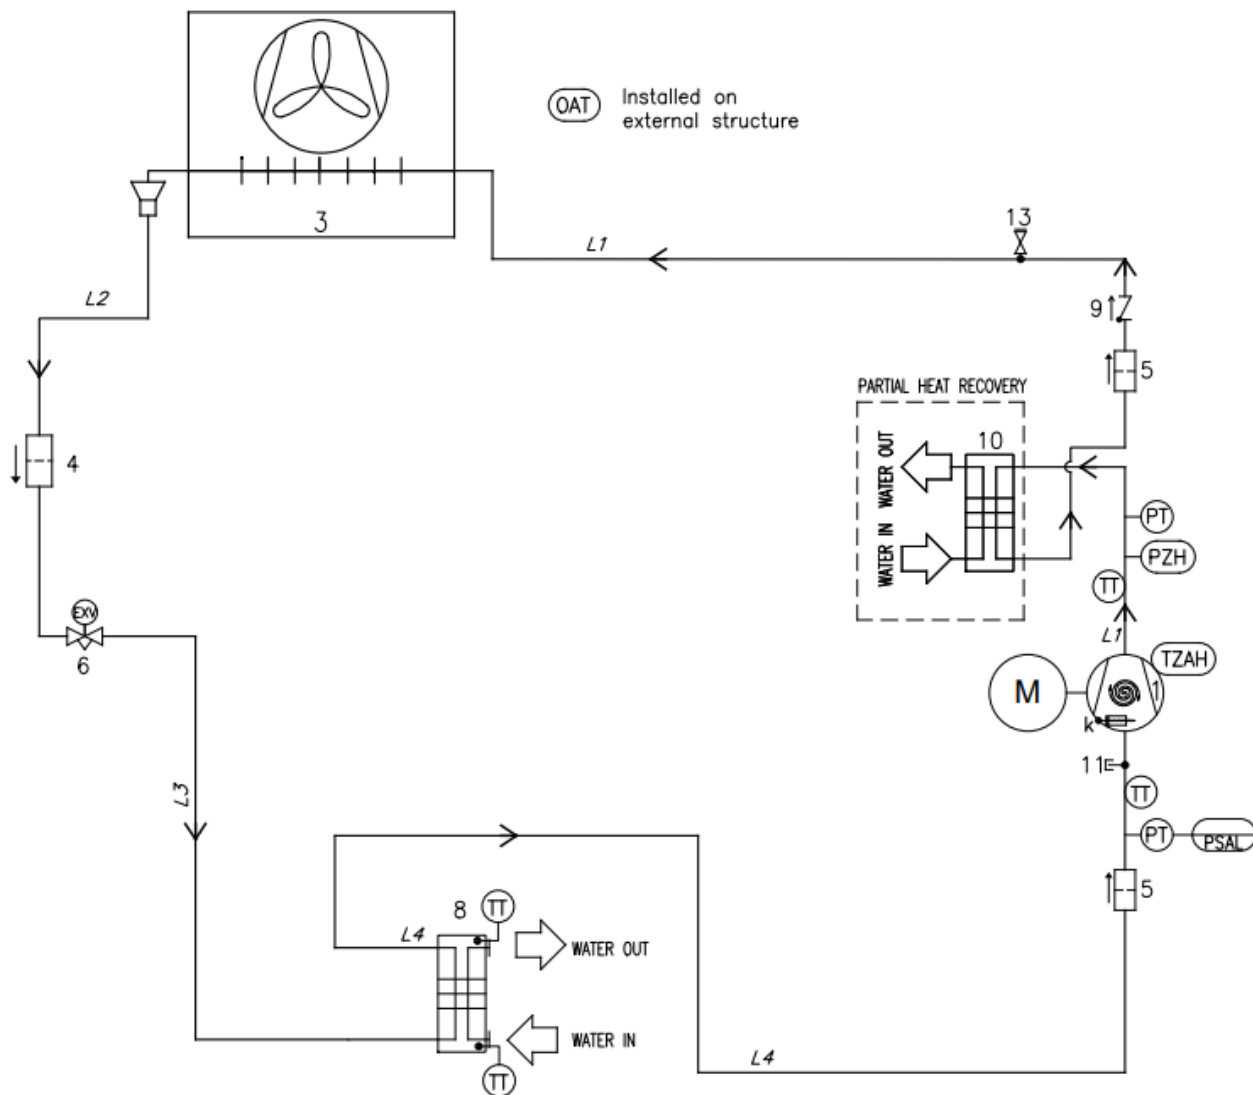 OAT
Installed on
external structure
3
13
L1
L2
9
5
PARTIAL HEAT RECOVERY
10
WATER OUT
WATER IN
4
PT
PZH
TT
L1
TZAH
EXV
6
M
1
k
11
TT
L3
PT
PSAL
5
8
TT
L4
WATER OUT
WATER IN
L4
TT